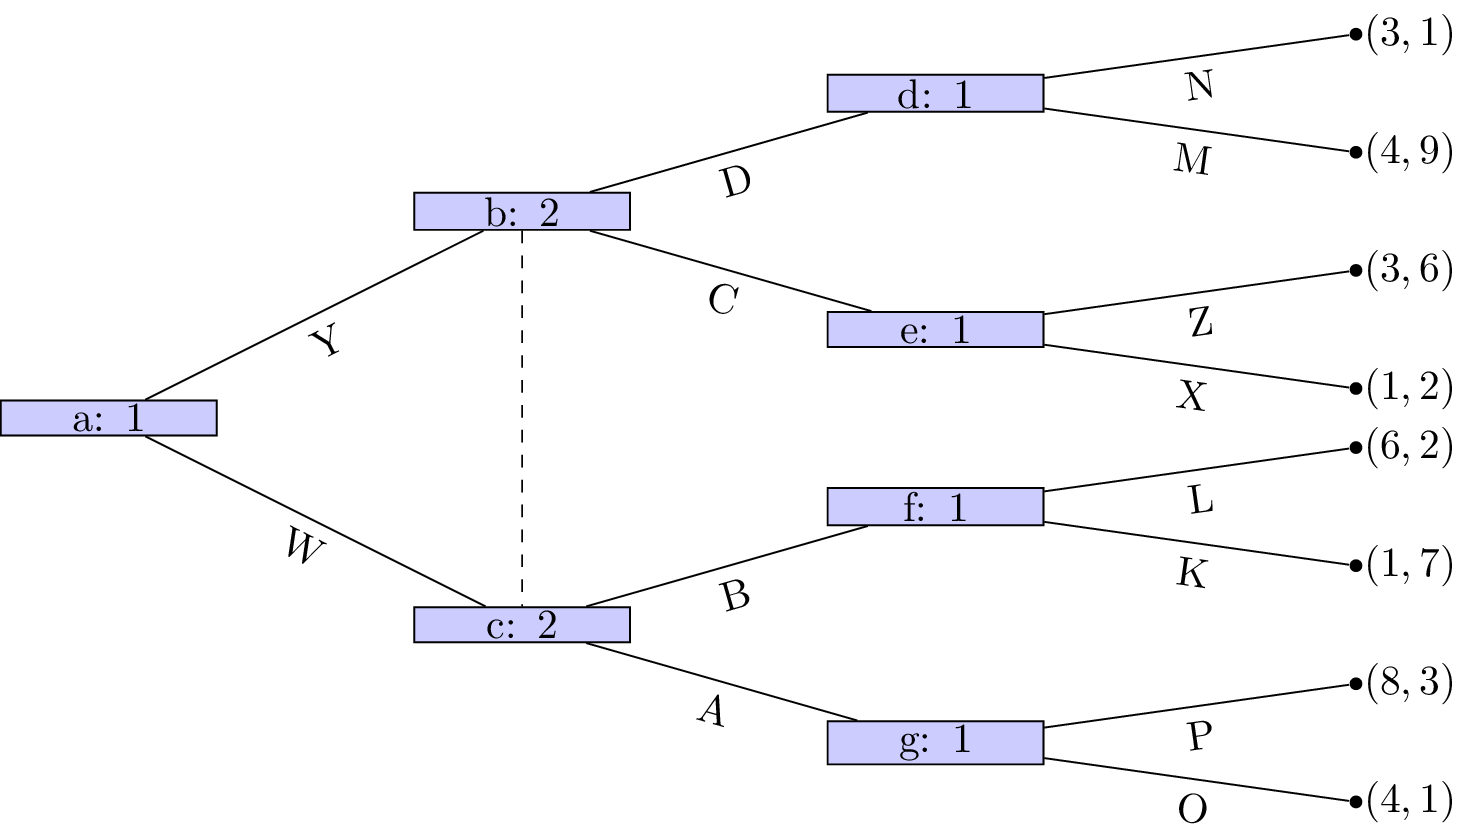 (3, 1)
N
d: 1
(4, 9)
M
D
b: 2
(3, 6)
C
Z
e: 1
Y
(1, 2)
X
a: 1
(6, 2)
L
f: 1
W
(1, 7)
K
B
c: 2
(8, 3)
A
P
g: 1
(4, 1)
O